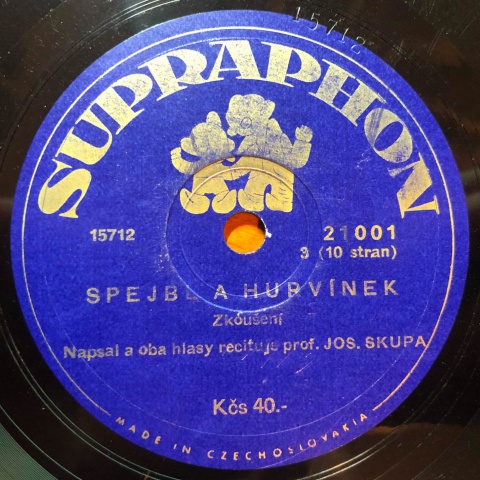 15712
SUPRAPHON
15712
21001
3 (10 stran)
SPEJBL A HURVÍNEK
Zkoušení
Napsal a oba hlasy recituje prof. JOS. SKUPA
Kčs 40.-
MADE IN CZECHOSLOVAKIA